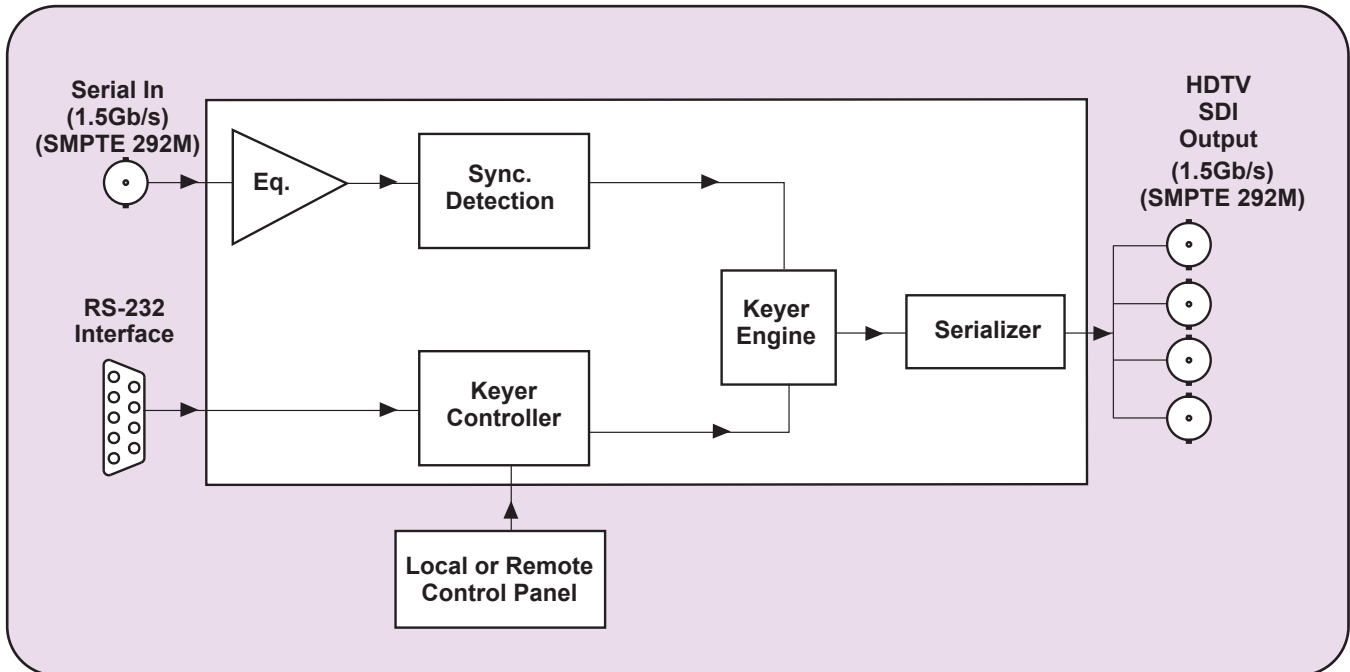 Serial In
(1.5Gb/s)
(SMPTE 292M)
Eq.
Sync.
Detection
HDTV
SDI
Output
(1.5Gb/s)
(SMPTE 292M)
RS-232
Interface
Keyer
Controller
Keyer
Engine
Serializer
Local or Remote
Control Panel